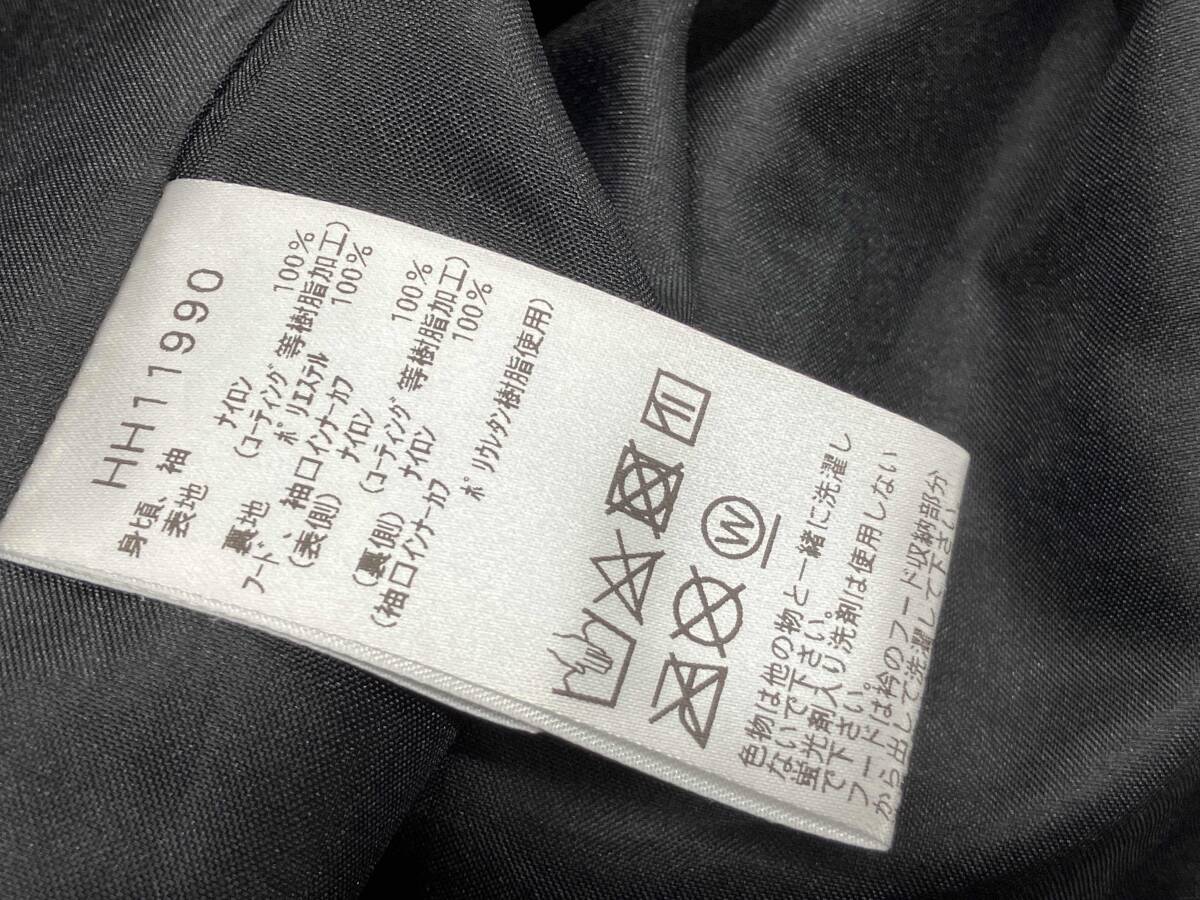 HH11990
身頃、袖
表地 ナイロン 100%
(コーティング等樹脂加工)
裏地 ポリエステル 100%
フード、袖口インナーカフ
(表側) ナイロン 100%
(コーティング等樹脂加工)
(裏側) ナイロン 100%
(袖口インナーカフ
ポリウレタン樹脂使用)
W
色物は他の物と一緒に洗濯し
ないで下さい。
蛍光剤入り洗剤は使用しない
で下さい。
フードは衿のフード収納部分
から出して洗濯して下さい。